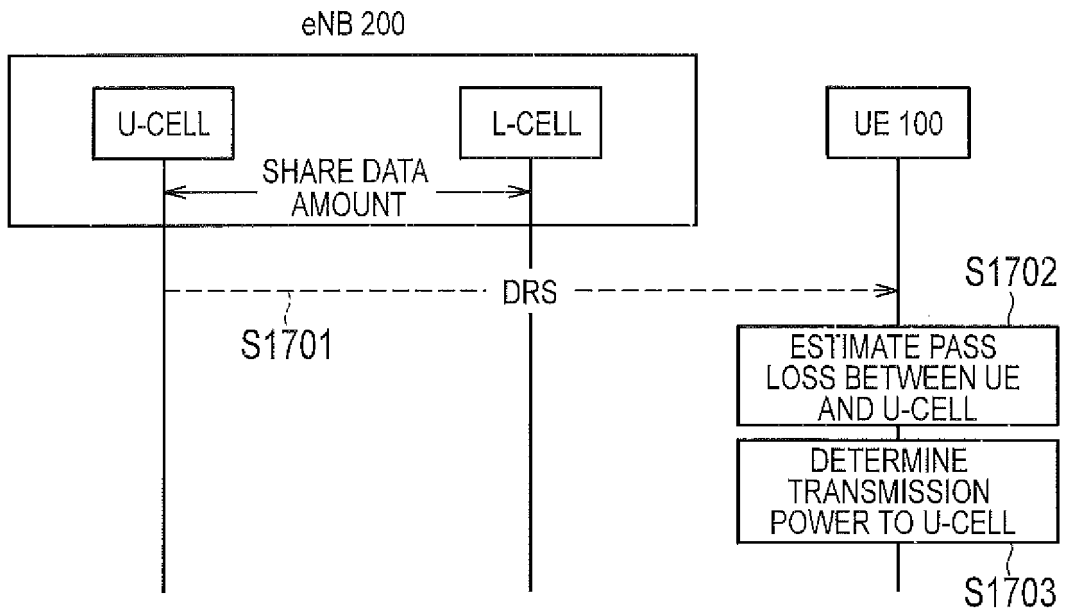 eNB 200
U-CELL
L-CELL
UE 100
SHARE DATA
AMOUNT
DRS
S1701
S1702
ESTIMATE PASS
LOSS BETWEEN UE
AND U-CELL
DETERMINE
TRANSMISSION
POWER TO U-CELL
S1703